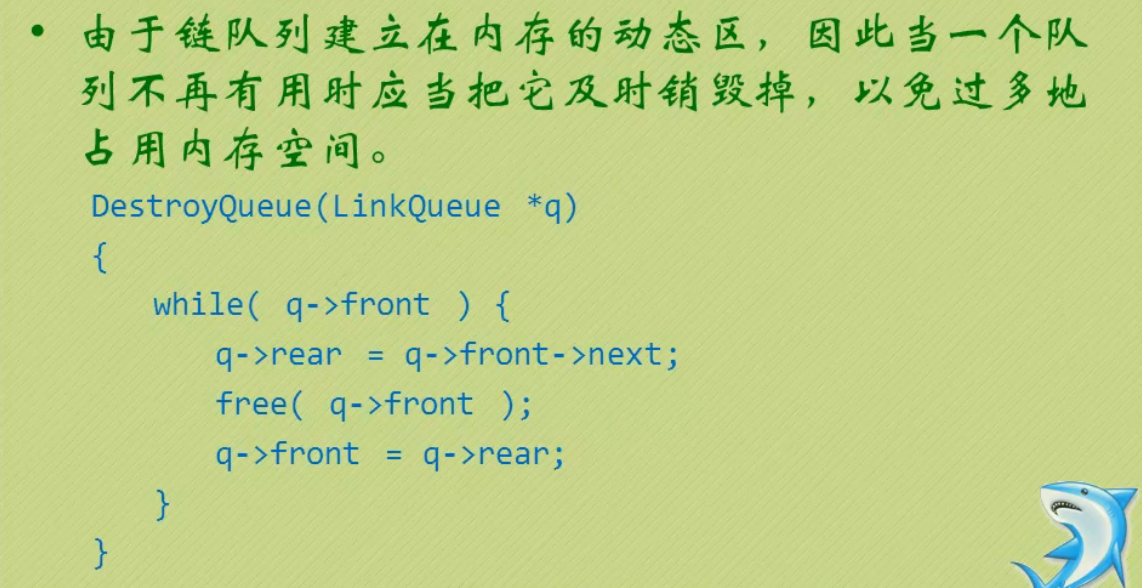 • 由于链队列建立在内存的动态区，因此当一个队
列不再有用时应当把它及时销毁掉，以免过多地
占用内存空间。
DestroyQueue(LinkQueue *q)
{
while( q->front ) {
q->rear = q->front->next;
free( q->front );
q->front = q->rear;
}
}